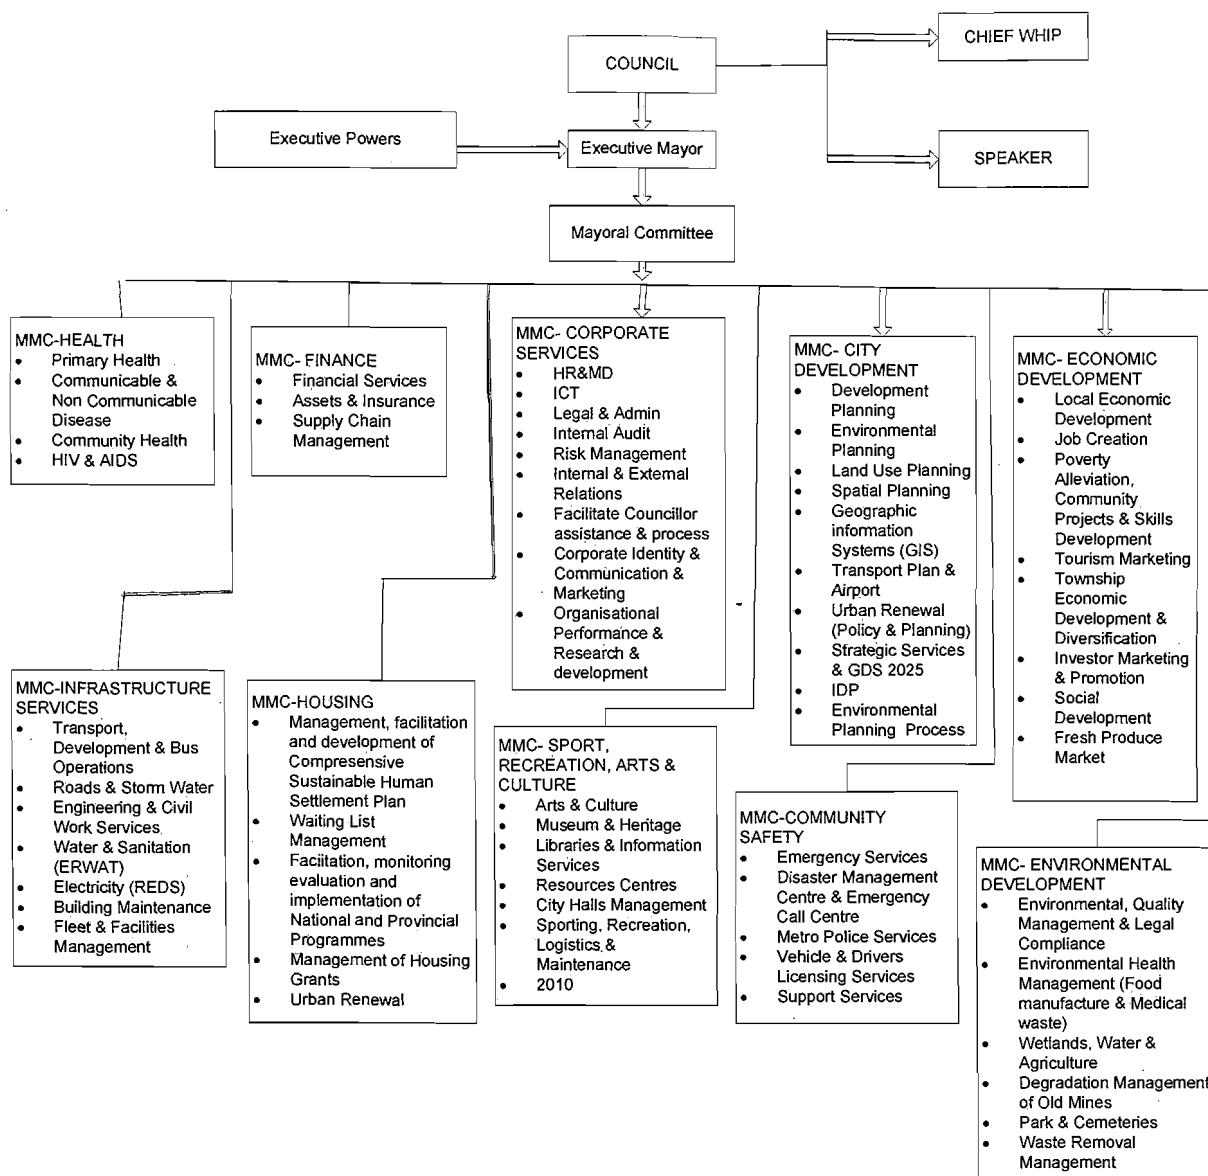 CHIEF WHIP
COUNCIL
Executive Powers
Executive Mayor
SPEAKER
Mayoral Committee
MMC-HEALTH
• Primary Health
• Communicable &
Non Communicable
Disease
• Community Health
• HIV & AIDS
MMC- FINANCE
• Financial Services
• Assets & Insurance
• Supply Chain
Management
MMC- CORPORATE
SERVICES
• HR&MD
• ICT
• Legal & Admin
• Internal Audit
• Risk Management
• Internal & External
Relations
• Facilitate Councillor
assistance & process
• Corporate Identity &
Communication &
Marketing
• Organisational
Performance &
Research &
development
MMC- CITY
DEVELOPMENT
• Development
Planning
• Environmental
Planning
• Land Use Planning
• Spatial Planning
• Geographic
information
Systems (GIS)
• Transport Plan &
Airport
• Urban Renewal
(Policy & Planning)
• Strategic Services
& GDS 2025
• IDP
• Environmental
Planning Process
MMC- ECONOMIC
DEVELOPMENT
• Local Economic
Development
• Job Creation
• Poverty
Alleviation,
Community
Projects & Skills
Development
• Tourism Marketing
• Township
Economic
Development &
Diversification
• Investor Marketing
& Promotion
• Social
Development
• Fresh Produce
Market
MMC-INFRASTRUCTURE
SERVICES
• Transport,
Development & Bus
Operations
• Roads & Storm Water
• Engineering & Civil
Work Services
• Water & Sanitation
(ERWAT)
• Electricity (REDS)
• Building Maintenance
• Fleet & Facilities
Management
MMC-HOUSING
• Management, facilitation
and development of
Compresensive
Sustainable Human
Settlement Plan
• Waiting List
Management
• Facitation, monitoring
evaluation and
implementation of
National and Provincial
Programmes
• Management of Housing
Grants
• Urban Renewal
MMC- SPORT,
RECREATION, ARTS &
CULTURE
• Arts & Culture
• Museum & Heritage
• Libraries & Information
Services
• Resources Centres
• City Halls Management
• Sporting, Recreation,
Logistics &
Maintenance
• 2010
MMC-COMMUNITY
SAFETY
• Emergency Services
• Disaster Management
Centre & Emergency
Call Centre
• Metro Police Services
• Vehicle & Drivers
Licensing Services
• Support Services
MMC- ENVIRONMENTAL
DEVELOPMENT
• Environmental, Quality
Management & Legal
Compliance
• Environmental Health
Management (Food
manufacture & Medical
waste)
• Wetlands, Water &
Agriculture
• Degradation Management
of Old Mines
• Park & Cemeteries
• Waste Removal
Management